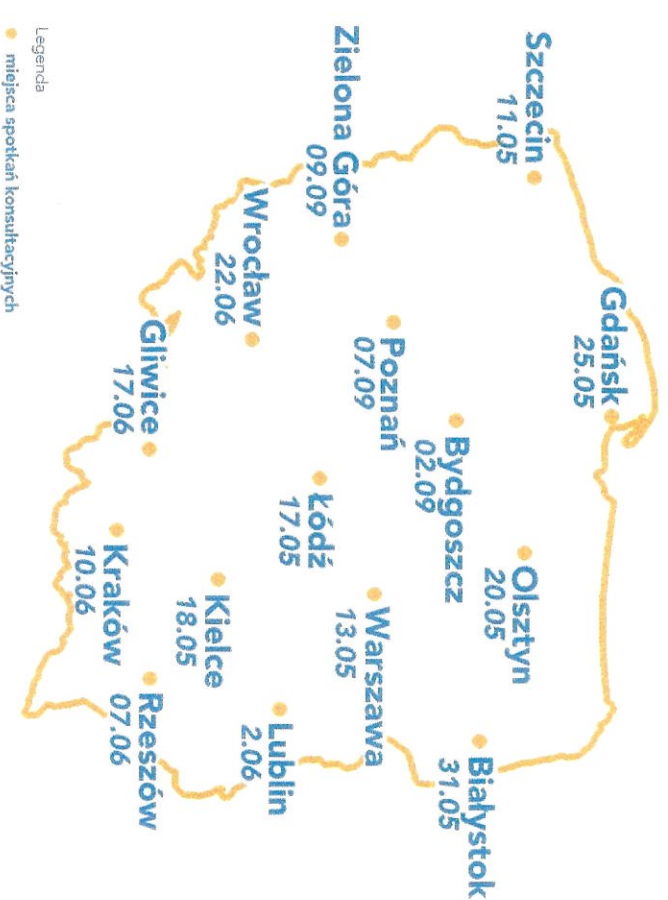 Gdańsk
25.05
Szczecin
11.05
Olsztyn
20.05
Białystok
31.05
Bydgoszcz
02.09
Poznań
07.09
Warszawa
13.05
Zielona Góra
09.09
Łódź
17.05
Lublin
2.06
Wrocław
22.06
Kielce
18.05
Gliwice
17.06
Rzeszów
07.06
Kraków
10.06
Legenda
miejsca spotkań konsultacyjnych